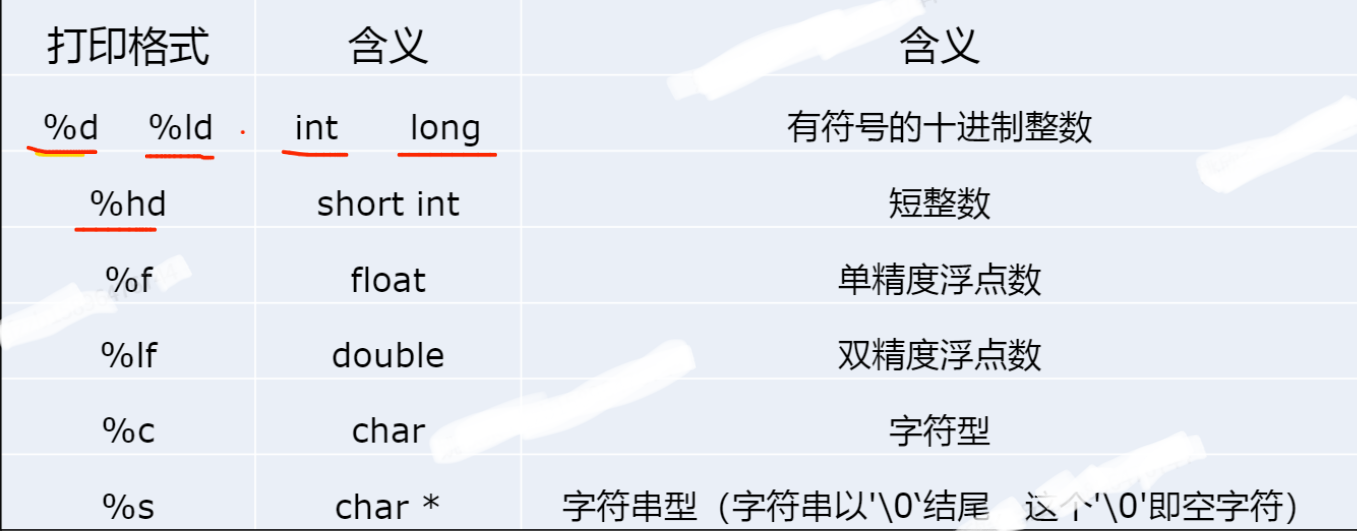 打印格式 含义 含义
%d %ld int long 有符号的十进制整数
%hd short int 短整数
%f float 单精度浮点数
%lf double 双精度浮点数
%c char 字符型
%s char * 字符串型（字符串以'\0‘结尾 这个'\0'即空字符）